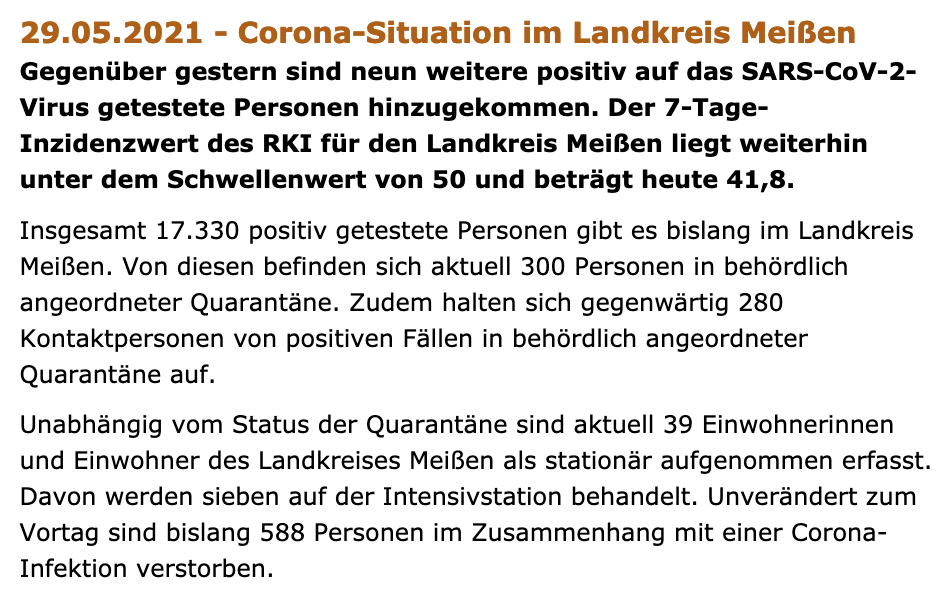 29.05.2021 - Corona-Situation im Landkreis Meißen
Gegenüber gestern sind neun weitere positiv auf das SARS-CoV-2-
Virus getestete Personen hinzugekommen. Der 7-Tage-
Inzidenzwert des RKI für den Landkreis Meißen liegt weiterhin
unter dem Schwellenwert von 50 und beträgt heute 41,8.
Insgesamt 17.330 positiv getestete Personen gibt es bislang im Landkreis
Meißen. Von diesen befinden sich aktuell 300 Personen in behördlich
angeordneter Quarantäne. Zudem halten sich gegenwärtig 280
Kontaktpersonen von positiven Fällen in behördlich angeordneter
Quarantäne auf.
Unabhängig vom Status der Quarantäne sind aktuell 39 Einwohnerinnen
und Einwohner des Landkreises Meißen als stationär aufgenommen erfasst.
Davon werden sieben auf der Intensivstation behandelt. Unverändert zum
Vortag sind bislang 588 Personen im Zusammenhang mit einer Corona-
Infektion verstorben.